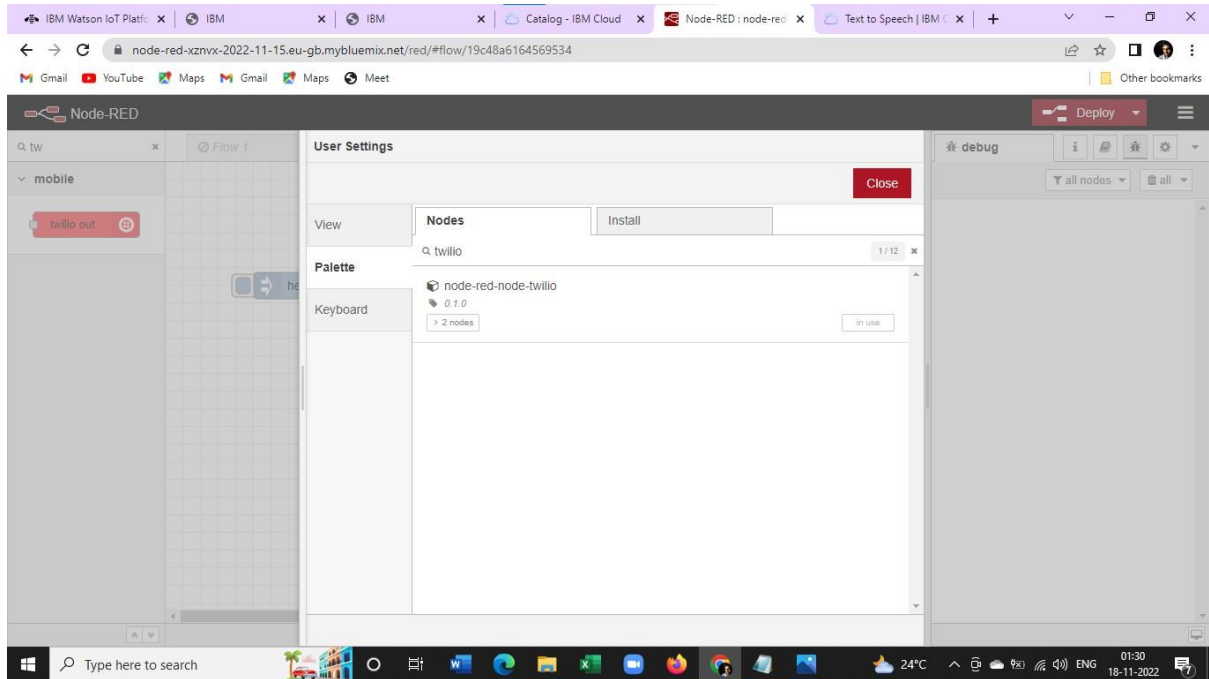 IBM Watson IoT Platfo IBM IBM Catalog - IBM Cloud Node-RED : node-red Text to Speech | IBM C
node-red-xznvx-2022-11-15.eu-gb.mybluemix.net/red/#flow/19c48a6164569534
Gmail YouTube Maps Gmail Maps Meet Other bookmarks
Node-RED Deploy
tw Flow 1 User Settings debug i
mobile Close all nodes all
twilio out View Nodes Install
twilio 1 / 12
Palette
he node-red-node-twilio
Keyboard 0.1.0
2 nodes in use
Type here to search 24°C ENG 01:30
18-11-2022